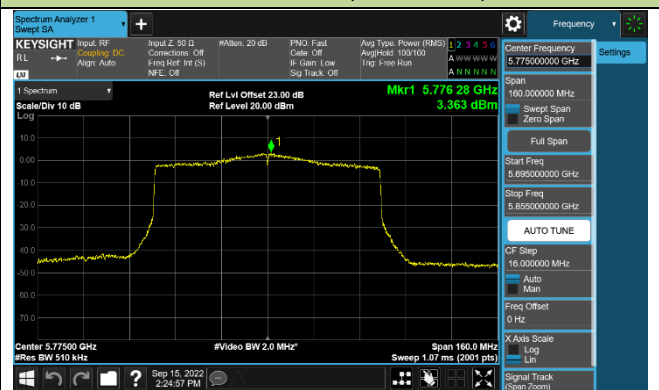 Spectrum Analyzer 1
Swept SA
Frequency
KEYSIGHT
RL
LXI
Input: RF
Coupling: DC
Align: Auto
Input Z: 50 Ω
Corrections: Off
Freq Ref: Int (S)
NFE: Off
#Atten: 20 dB
PNO: Fast
Gate: Off
IF Gain: Low
Sig Track: Off
Avg Type: Power (RMS)
Avg|Hold: 100/100
Trig: Free Run
1 2 3 4 5 6
A W W W W W
A N N N N N
Center Frequency
5.775000000 GHz
Settings
Span
160.000000 MHz
Swept Span
Zero Span
Full Span
Start Freq
5.695000000 GHz
Stop Freq
5.855000000 GHz
AUTO TUNE
CF Step
16.000000 MHz
Auto
Man
Freq Offset
0 Hz
X Axis Scale
Log
Lin
Signal Track
(Span Zoom)
1 Spectrum
Scale/Div 10 dB
Log
Ref Lvl Offset 23.00 dB
Ref Level 20.00 dBm
Mkr1 5.776 28 GHz
3.363 dBm
1
10.0
0.00
-10.0
-20.0
-30.0
-40.0
-50.0
-60.0
-70.0
Center 5.77500 GHz
#Res BW 510 kHz
#Video BW 2.0 MHz*
Span 160.0 MHz
Sweep 1.07 ms (2001 pts)
Sep 15, 2022
2:24:57 PM